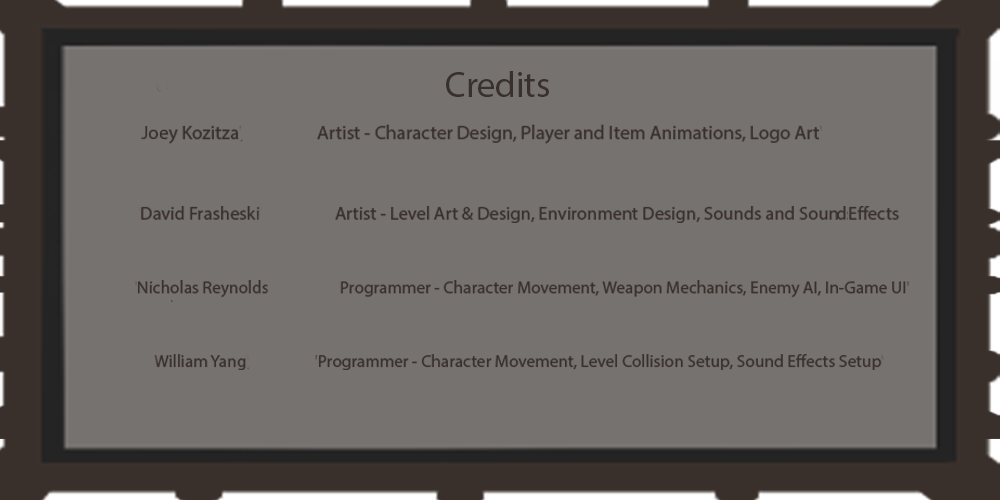 Credits
Joey Kozitza Artist - Character Design, Player and Item Animations, Logo Art
David Frasheski Artist - Level Art & Design, Environment Design, Sounds and Sound Effects
Nicholas Reynolds Programmer - Character Movement, Weapon Mechanics, Enemy AI, In-Game UI
William Yang Programmer - Character Movement, Level Collision Setup, Sound Effects Setup